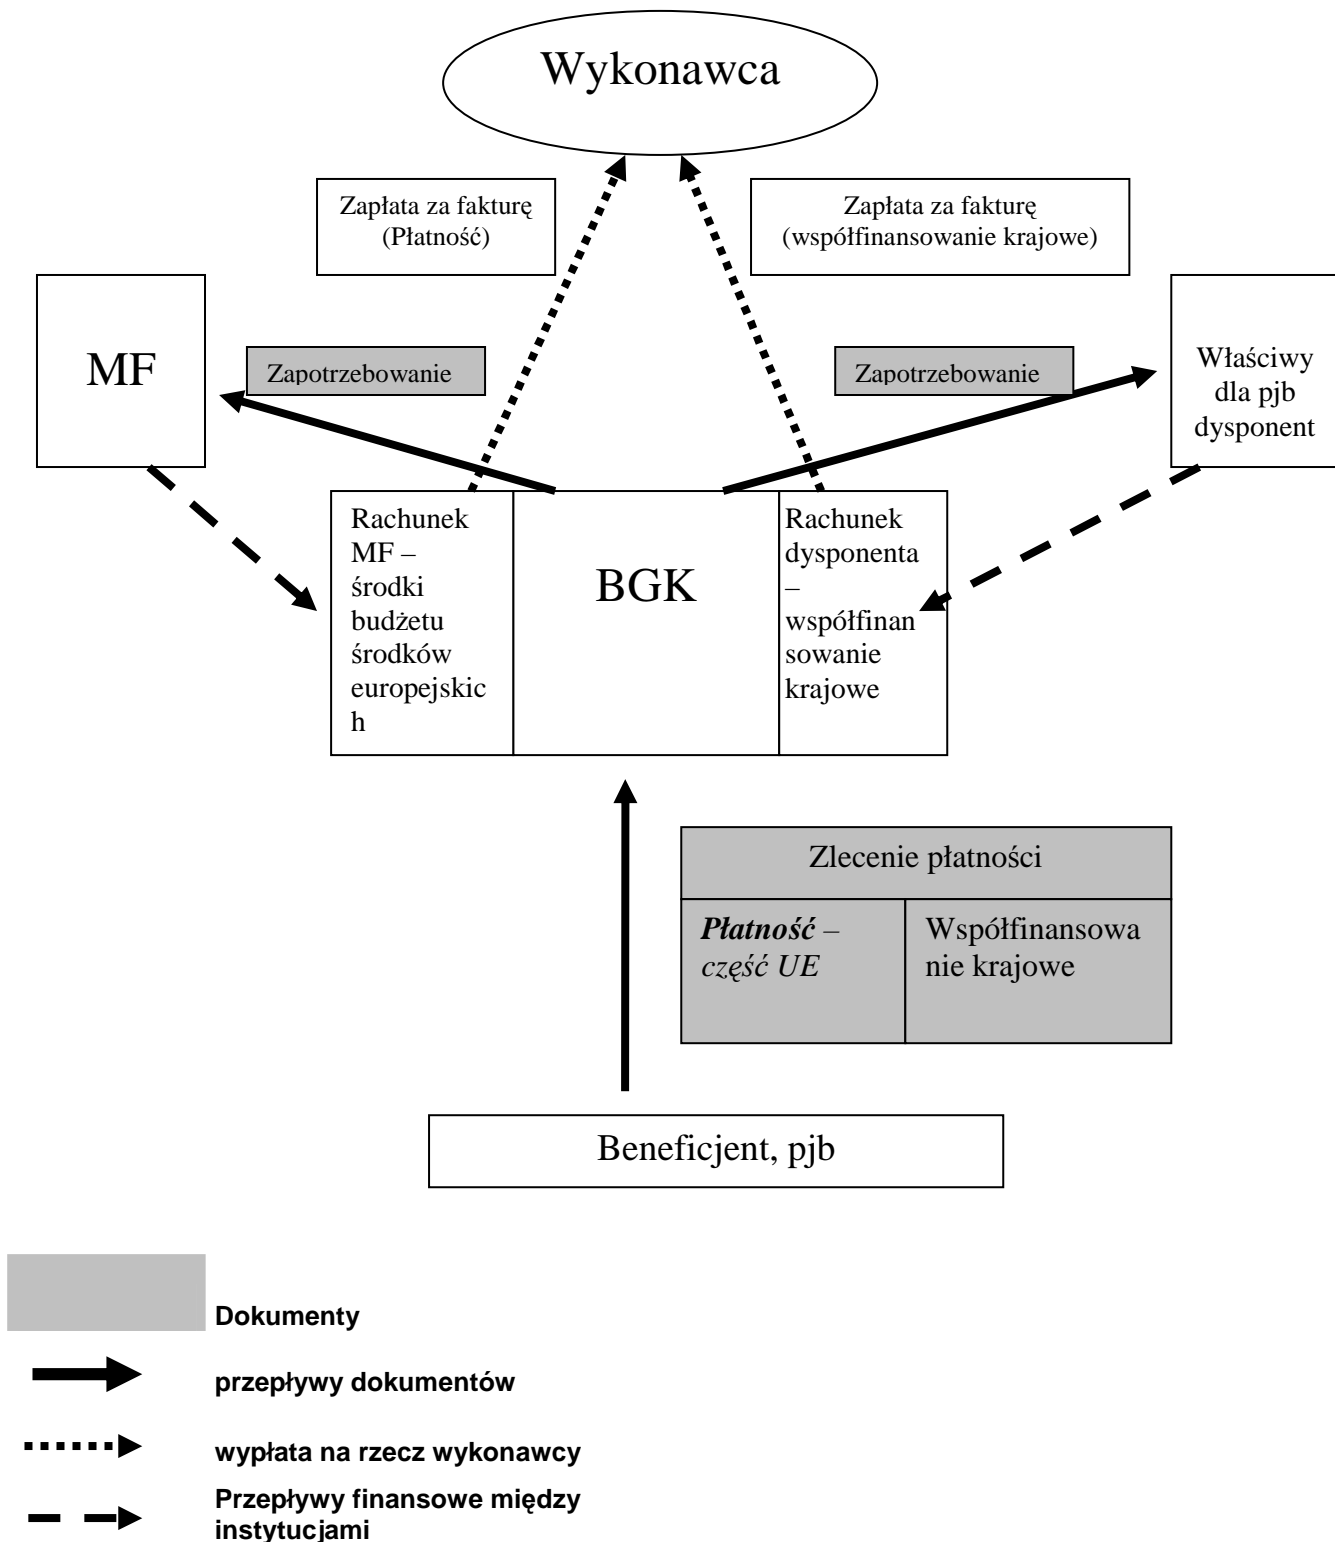 Wykonawca
Zapłata za fakturę
(Płatność)
Zapłata za fakturę
(współfinansowanie krajowe)
MF
Zapotrzebowanie
Zapotrzebowanie
Właściwy
dla pjb
dysponent
Rachunek
MF –
środki
budżetu
środków
europejskic
h
BGK
Rachunek
dysponenta
–
współfinan
sowanie
krajowe
Zlecenie płatności
Płatność –
część UE
Współfinansowa
nie krajowe
Beneficjent, pjb
Dokumenty
przepływy dokumentów
wypłata na rzecz wykonawcy
Przepływy finansowe między
instytucjami